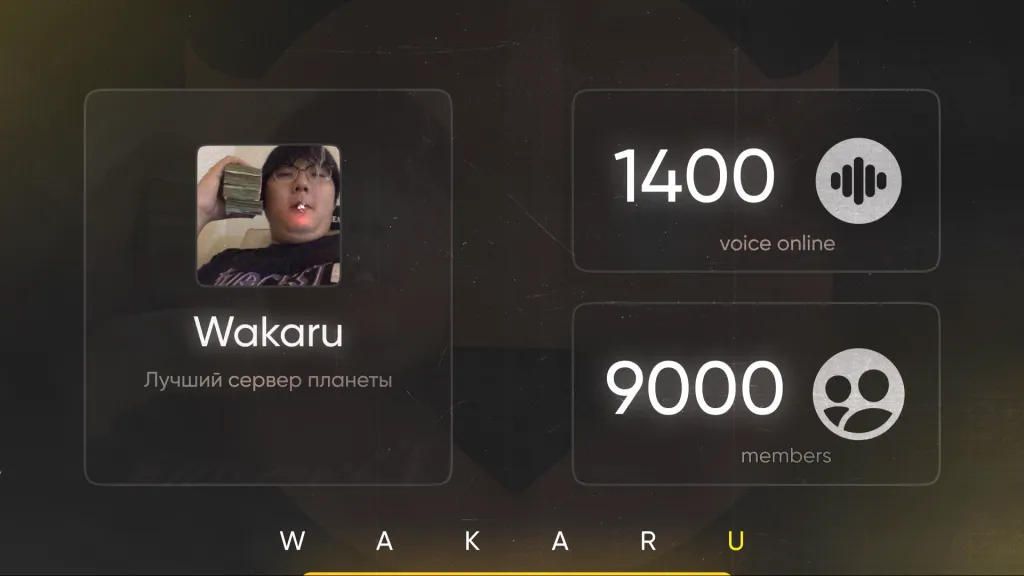 Wakaru
Лучший сервер планеты
1400
voice online
9000
members
W A K A R U